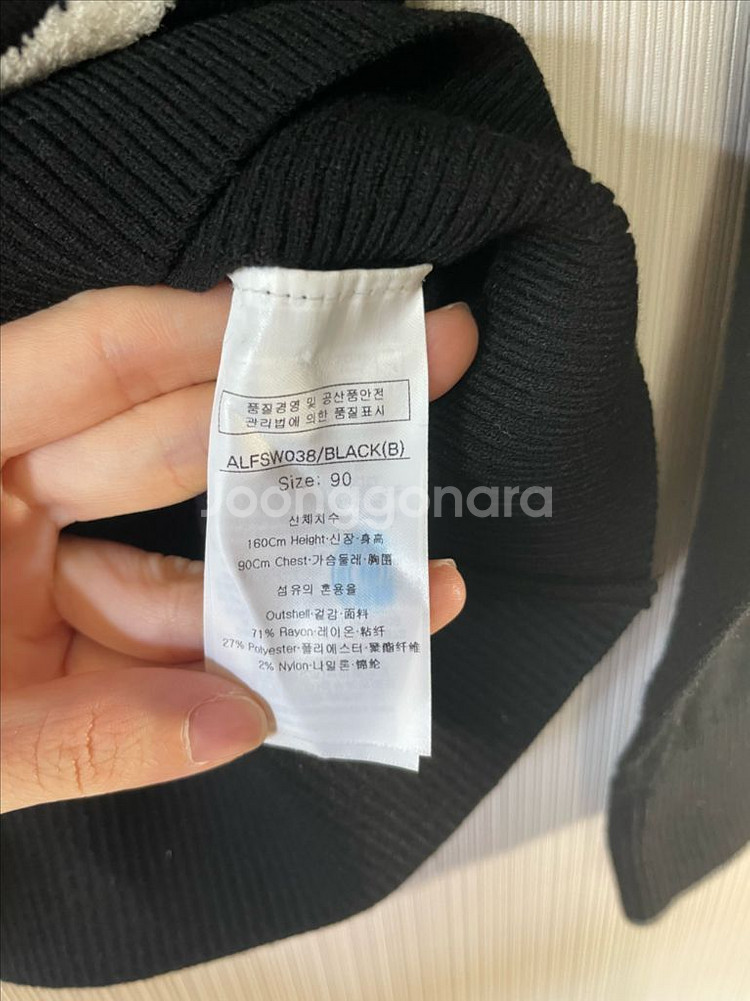 품질경영 및 공산품안전
관리법에 의한 품질표시
ALFSW038/BLACK(B)
Size: 90
Joonggonara
신체치수
160Cm Height·신장·身高
90Cm Chest·가슴둘레·胸围
섬유의 혼용율
Outshell·겉감·面料
71% Rayon·레이온·粘纤
27% Polyester·폴리에스터·聚酯纤维
2% Nylon·나일론·锦纶